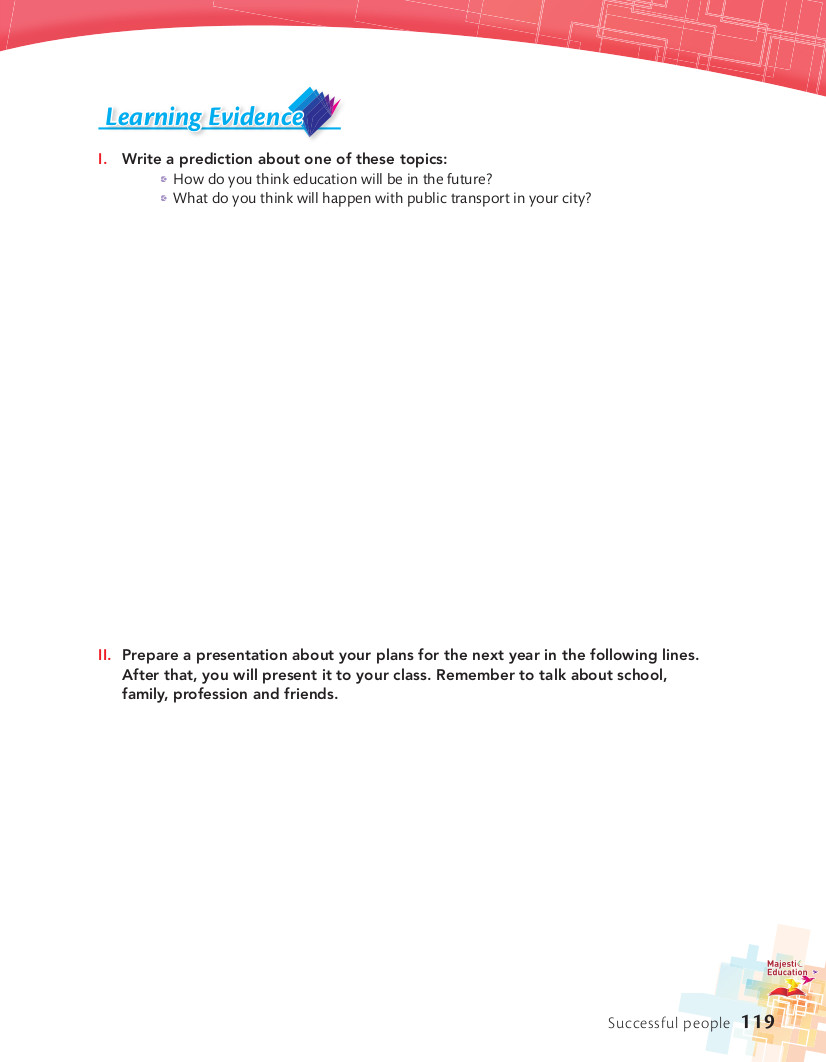 Learning Evidence
I. Write a prediction about one of these topics:
How do you think education will be in the future?
What do you think will happen with public transport in your city?
II. Prepare a presentation about your plans for the next year in the following lines.
After that, you will present it to your class. Remember to talk about school,
family, profession and friends.
Majestic
Education
Successful people 119